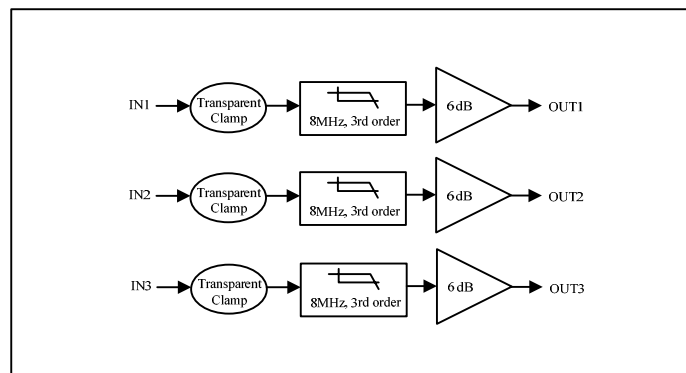 IN1
Transparent
Clamp
8MHz, 3rd order
6dB
OUT1
IN2
Transparent
Clamp
8MHz, 3rd order
6dB
OUT2
IN3
Transparent
Clamp
8MHz, 3rd order
6dB
OUT3